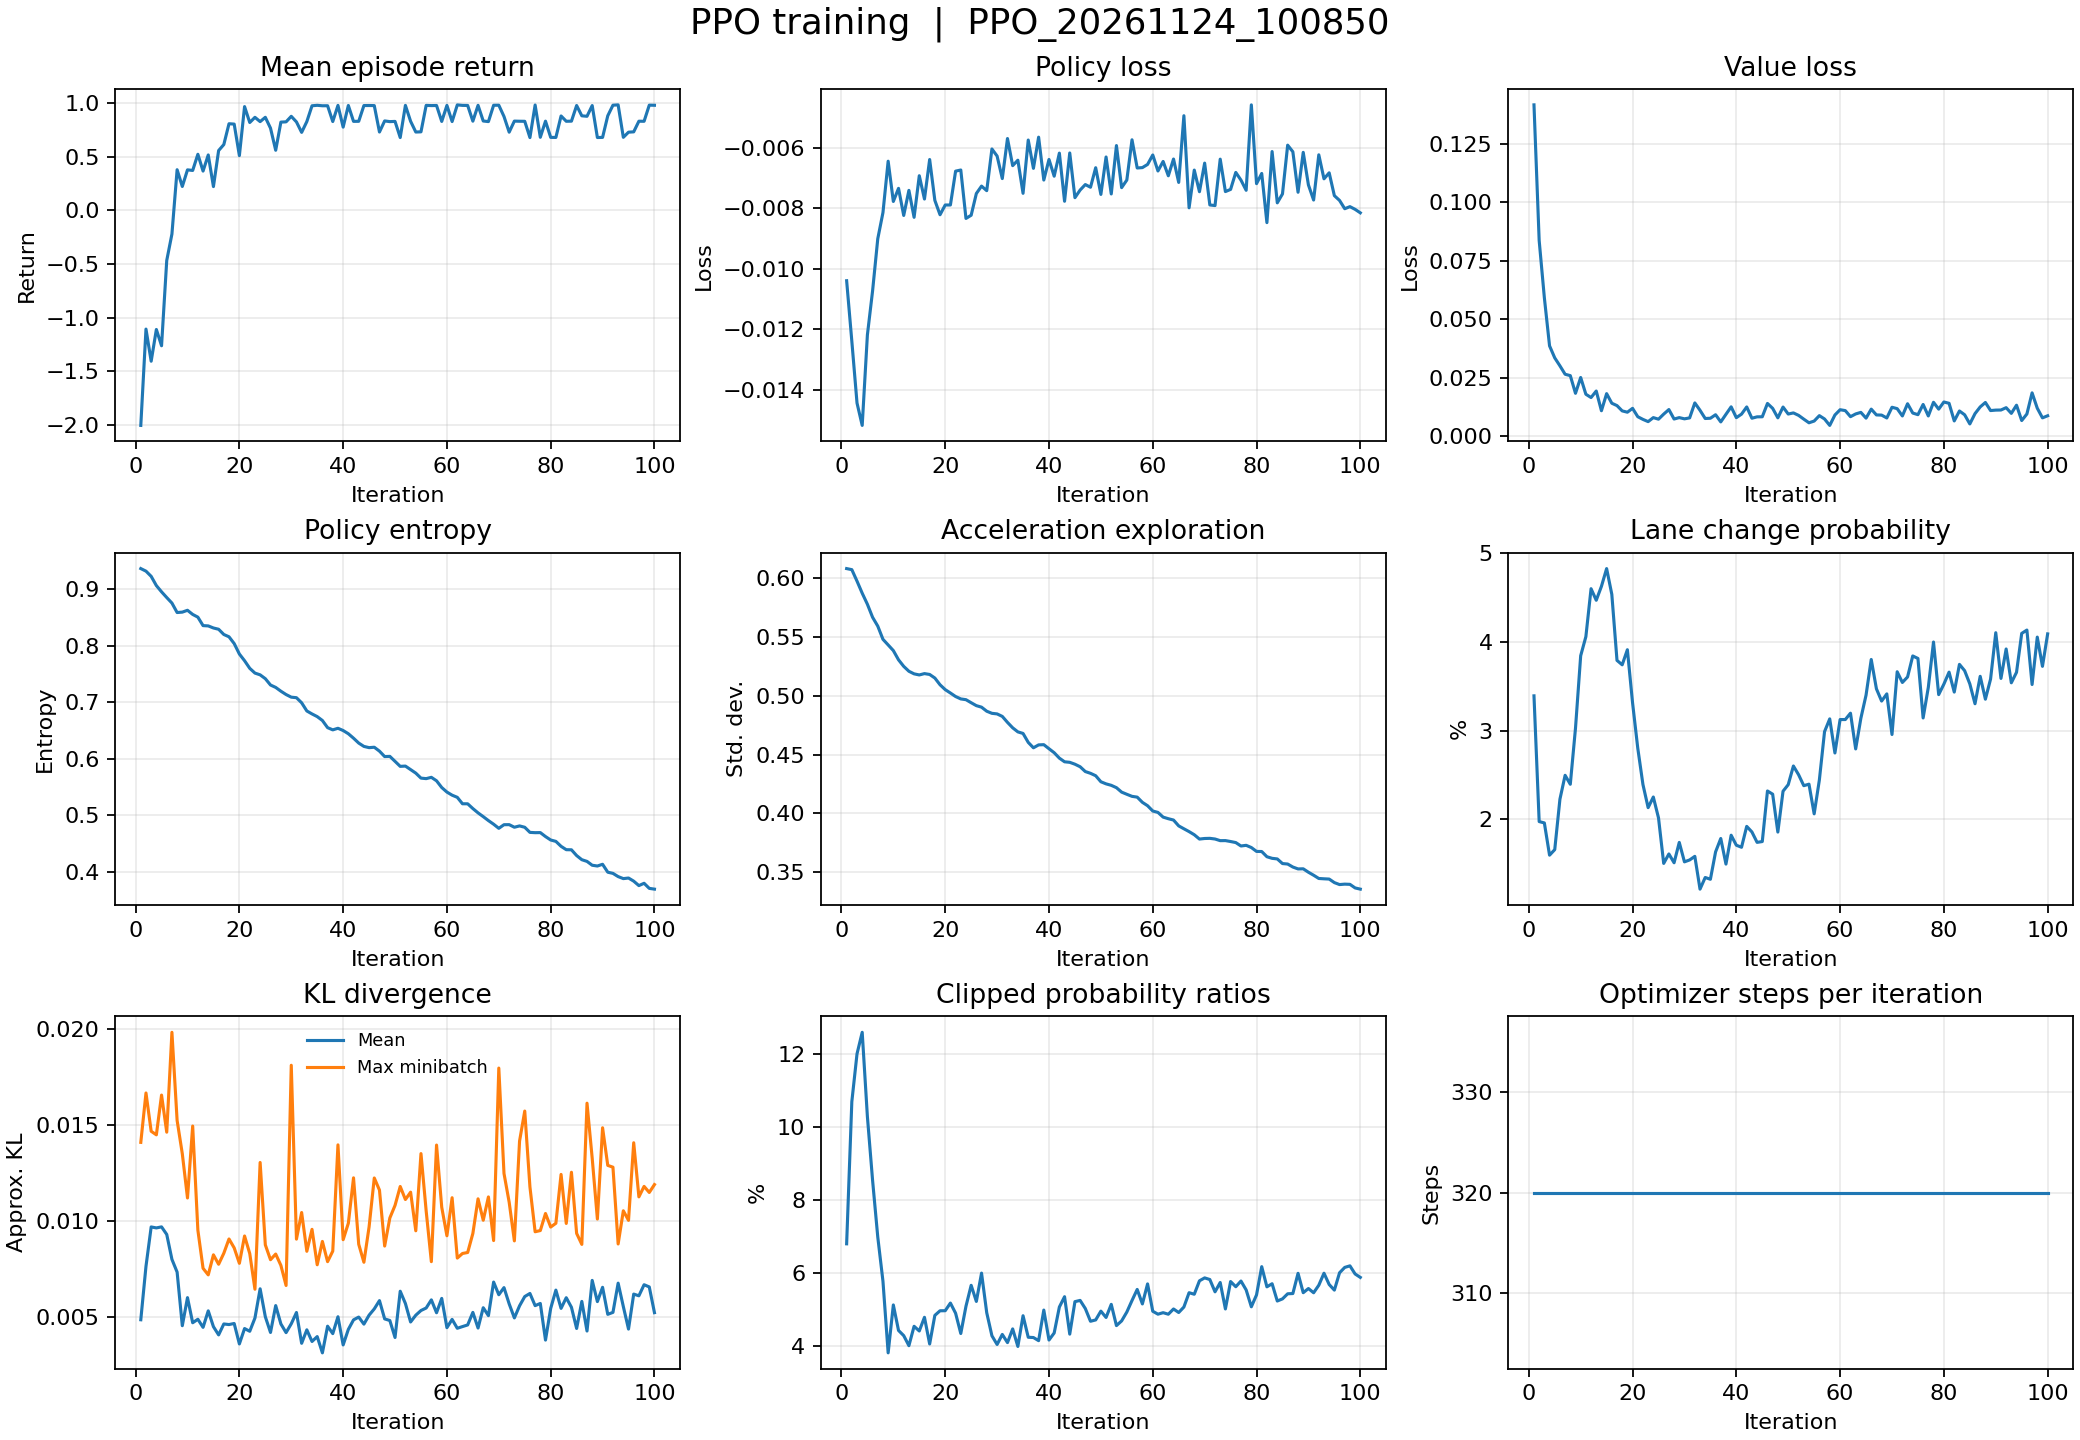 PPO training | PPO_20261124_100850
Mean episode return
1.0
0.5
0.0
−0.5
−1.0
−1.5
−2.0
Return
0 20 40 60 80 100
Iteration
Policy loss
−0.006
−0.008
−0.010
−0.012
−0.014
Loss
0 20 40 60 80 100
Iteration
Value loss
0.125
0.100
0.075
0.050
0.025
0.000
Loss
0 20 40 60 80 100
Iteration
Policy entropy
0.9
0.8
0.7
0.6
0.5
0.4
Entropy
0 20 40 60 80 100
Iteration
Acceleration exploration
0.60
0.55
0.50
0.45
0.40
0.35
Std. dev.
0 20 40 60 80 100
Iteration
Lane change probability
5
4
3
2
%
0 20 40 60 80 100
Iteration
KL divergence
Mean
Max minibatch
0.020
0.015
0.010
0.005
Approx. KL
0 20 40 60 80 100
Iteration
Clipped probability ratios
12
10
8
6
4
%
0 20 40 60 80 100
Iteration
Optimizer steps per iteration
330
320
310
Steps
0 20 40 60 80 100
Iteration